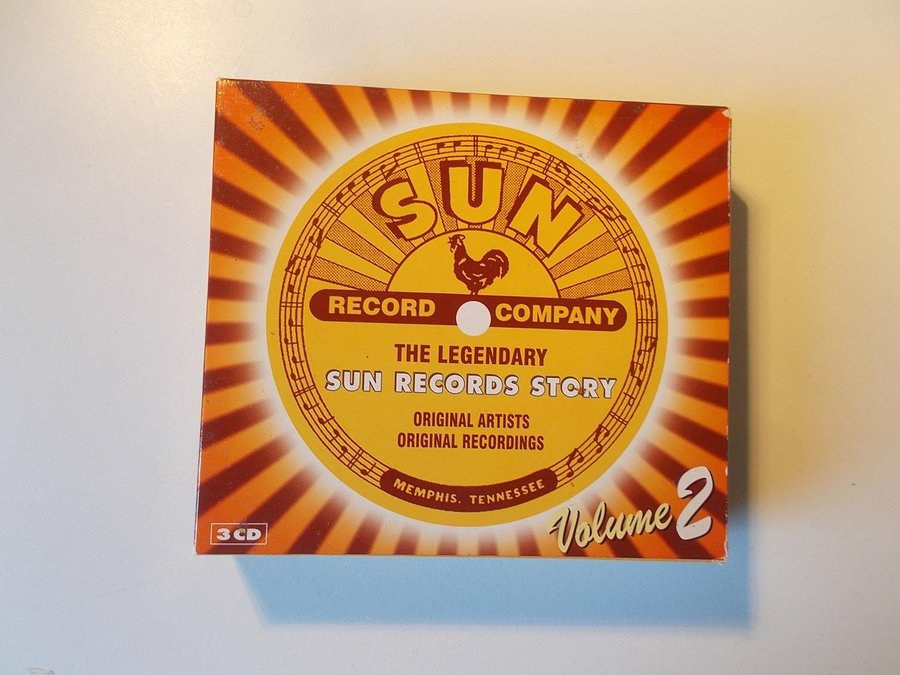 SUN
RECORD COMPANY
THE LEGENDARY
SUN RECORDS STORY
ORIGINAL ARTISTS
ORIGINAL RECORDINGS
MEMPHIS, TENNESSEE
Volume 2
3 CD